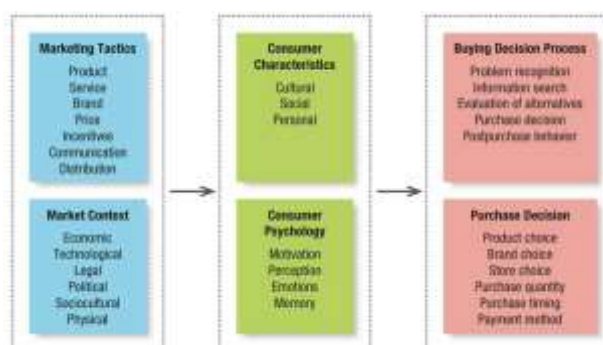 Marketing Tactics
Product
Service
Brand
Price
Incentives
Communication
Distribution
Market Context
Economic
Technological
Legal
Political
Sociocultural
Physical
Consumer
Characteristics
Cultural
Social
Personal
Consumer
Psychology
Motivation
Perception
Emotions
Memory
Buying Decision Process
Problem recognition
Information search
Evaluation of alternatives
Purchase decision
Postpurchase behavior
Purchase Decision
Product choice
Brand choice
Store choice
Purchase quantity
Purchase timing
Payment method